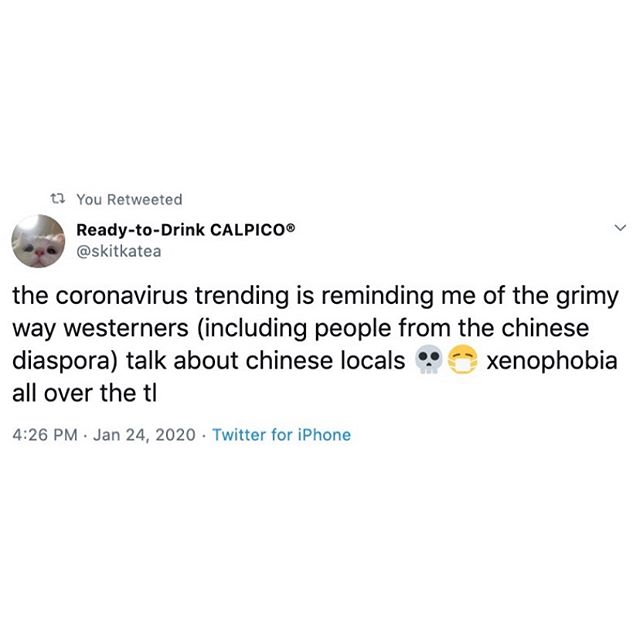 You Retweeted
Ready-to-Drink CALPICO®
@skitkatea
the coronavirus trending is reminding me of the grimy
way westerners (including people from the chinese
diaspora) talk about chinese locals 💀😷 xenophobia
all over the tl
4:26 PM · Jan 24, 2020 · Twitter for iPhone